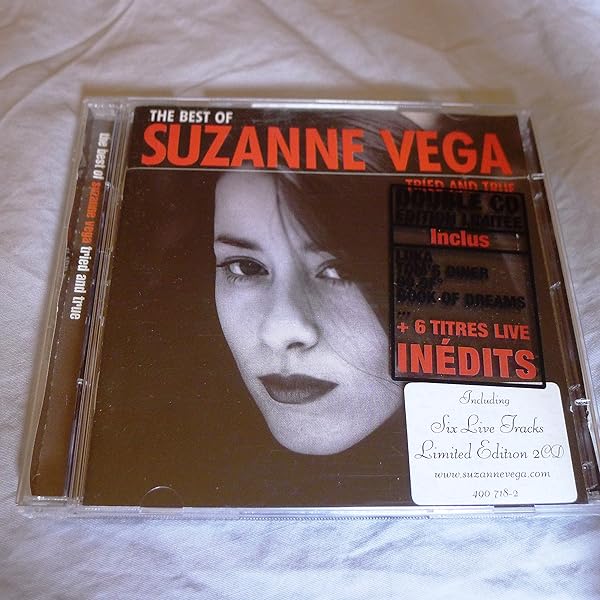 THE BEST OF
SUZANNE VEGA
TRIED AND TRUE
DOUBLE CD
EDITION LIMITEE
Inclus
LUKA
TOM'S DINER
99.9F°
BOOK OF DREAMS
...
+ 6 TITRES LIVE
INÉDITS
Including
Six Live Tracks
Limited Edition 2CD
www.suzannevega.com
490 718-2
the best of suzanne vega tried and true